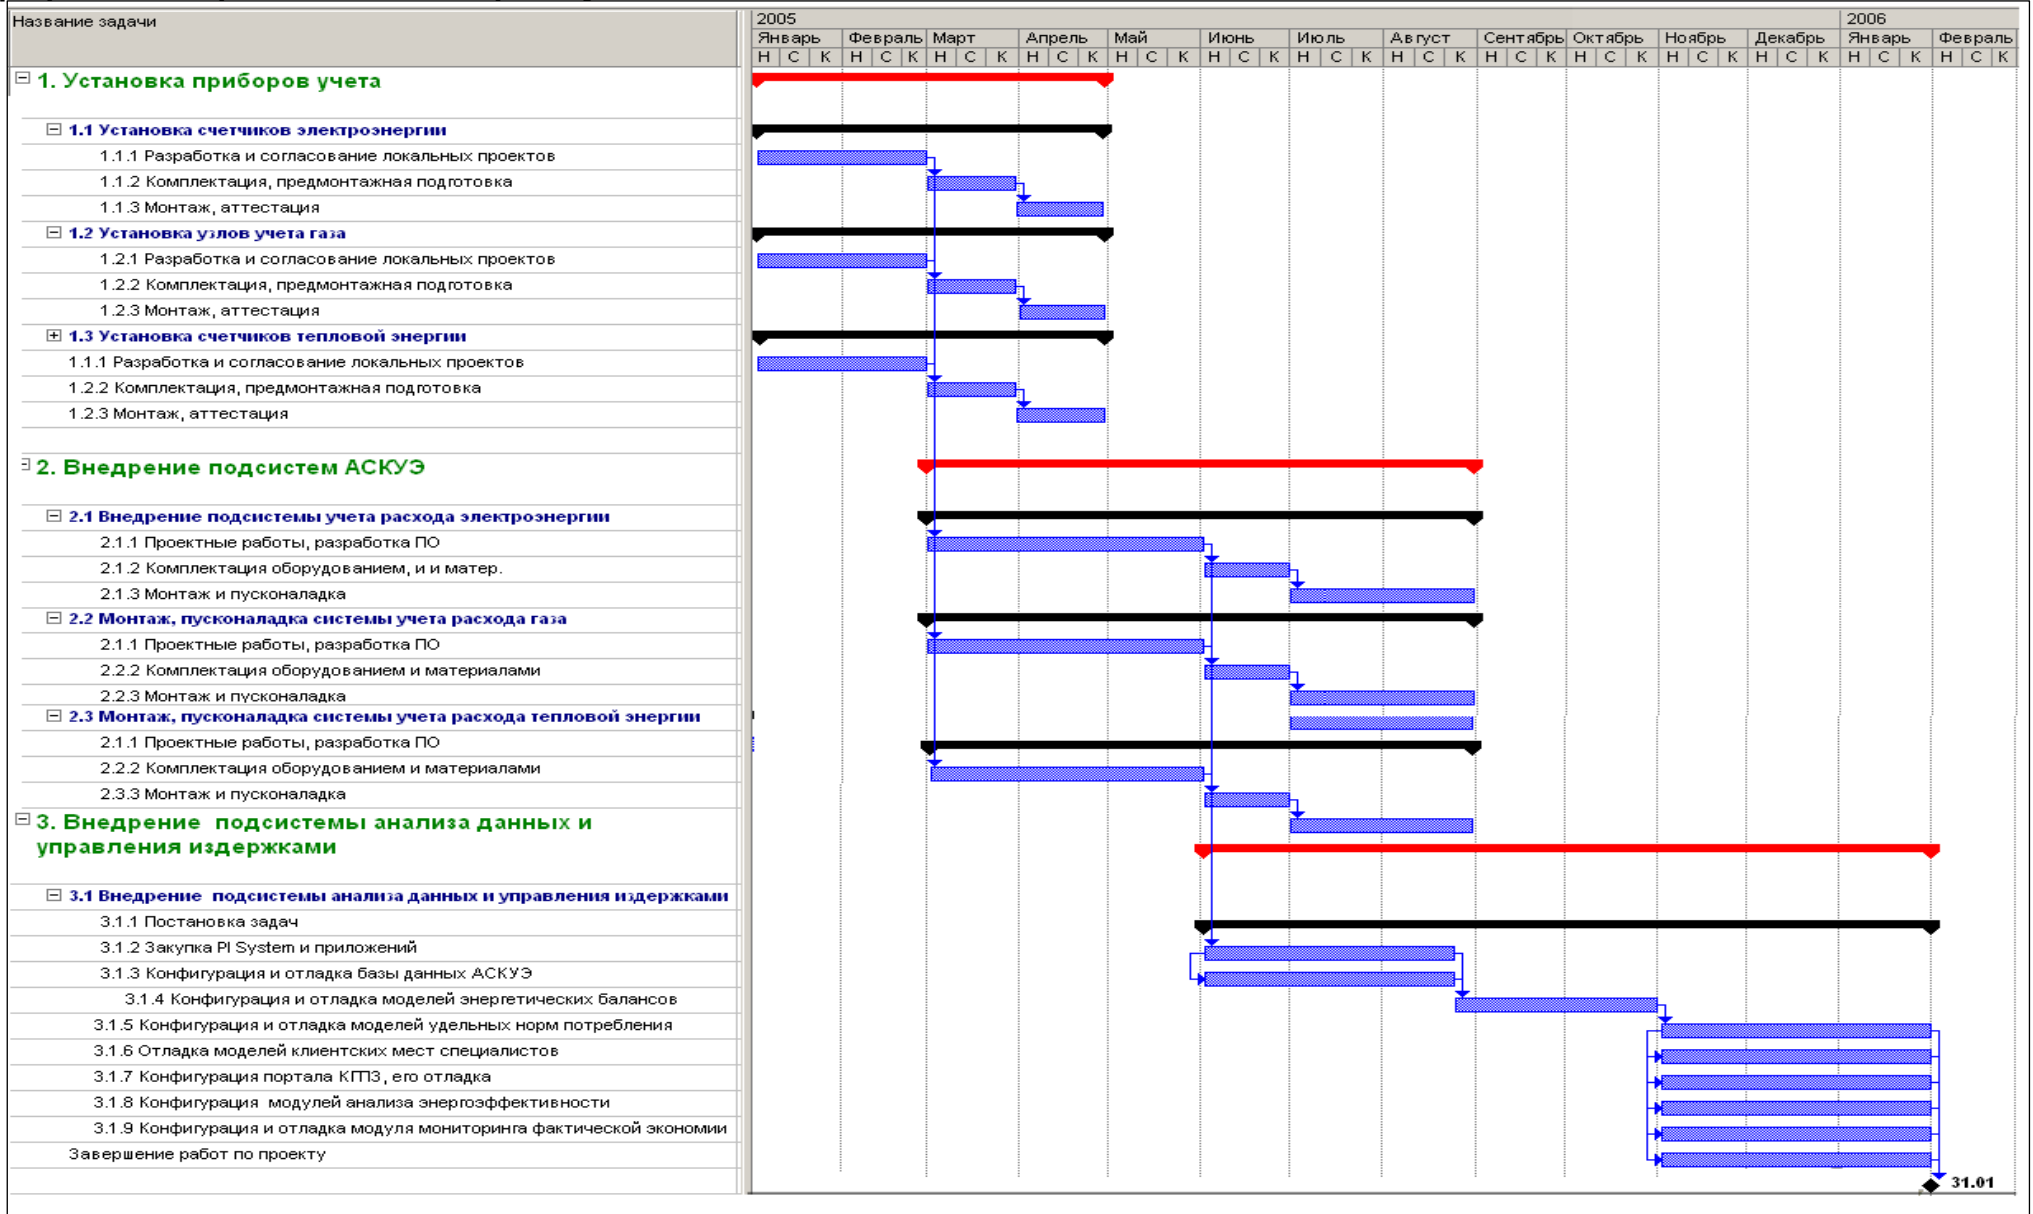 Название задачи
2005
2006
Январь Февраль Март Апрель Май Июнь Июль Август Сентябрь Октябрь Ноябрь Декабрь Январь Февраль
Н С К Н С К Н С К Н С К Н С К Н С К Н С К Н С К Н С К Н С К Н С К Н С К Н С К Н С К
1. Установка приборов учета
1.1 Установка счетчиков электроэнергии
1.1.1 Разработка и согласование локальных проектов
1.1.2 Комплектация, предмонтажная подготовка
1.1.3 Монтаж, аттестация
1.2 Установка узлов учета газа
1.2.1 Разработка и согласование локальных проектов
1.2.2 Комплектация, предмонтажная подготовка
1.2.3 Монтаж, аттестация
1.3 Установка счетчиков тепловой энергии
1.1.1 Разработка и согласование локальных проектов
1.2.2 Комплектация, предмонтажная подготовка
1.2.3 Монтаж, аттестация
2. Внедрение подсистем АСКУЭ
2.1 Внедрение подсистемы учета расхода электроэнергии
2.1.1 Проектные работы, разработка ПО
2.1.2 Комплектация оборудованием, и и матер.
2.1.3 Монтаж и пусконаладка
2.2 Монтаж, пусконаладка системы учета расхода газа
2.1.1 Проектные работы, разработка ПО
2.2.2 Комплектация оборудованием и материалами
2.2.3 Монтаж и пусконаладка
2.3 Монтаж, пусконаладка системы учета расхода тепловой энергии
2.1.1 Проектные работы, разработка ПО
2.2.2 Комплектация оборудованием и материалами
2.3.3 Монтаж и пусконаладка
3. Внедрение подсистемы анализа данных и
управления издержками
3.1 Внедрение подсистемы анализа данных и управления издержками
3.1.1 Постановка задач
3.1.2 Закупка PI System и приложений
3.1.3 Конфигурация и отладка базы данных АСКУЭ
3.1.4 Конфигурация и отладка моделей энергетических балансов
3.1.5 Конфигурация и отладка моделей удельных норм потребления
3.1.6 Отладка моделей клиентских мест специалистов
3.1.7 Конфигурация портала КГПЗ, его отладка
3.1.8 Конфигурация модулей анализа энергоэффективности
3.1.9 Конфигурация и отладка модуля мониторинга фактической экономии
Завершение работ по проекту
31.01